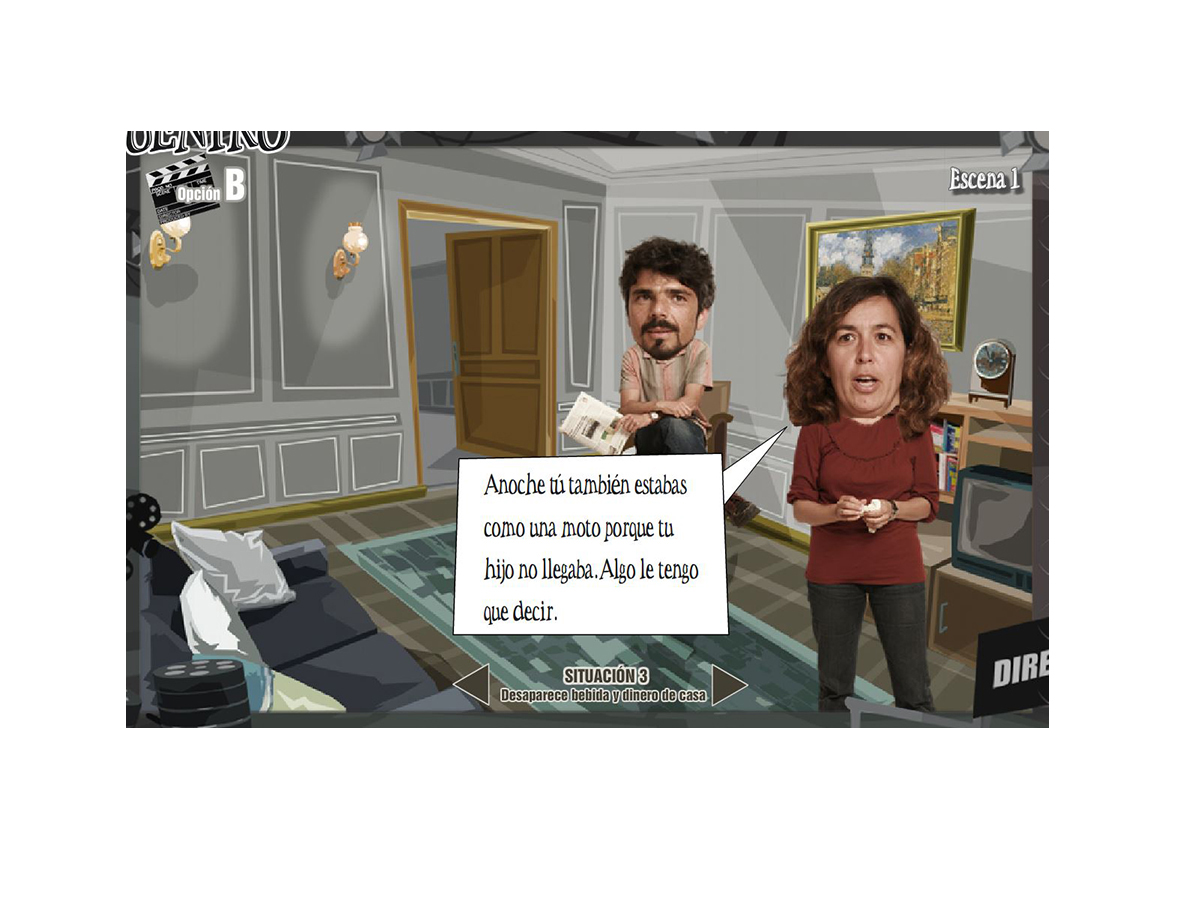 Opción B
Escena 1
Anoche tú también estabas
como una moto porque tu
hijo no llegaba. Algo le tengo
que decir.
SITUACIÓN 3
Desaparece bebida y dinero de casa
DIRE